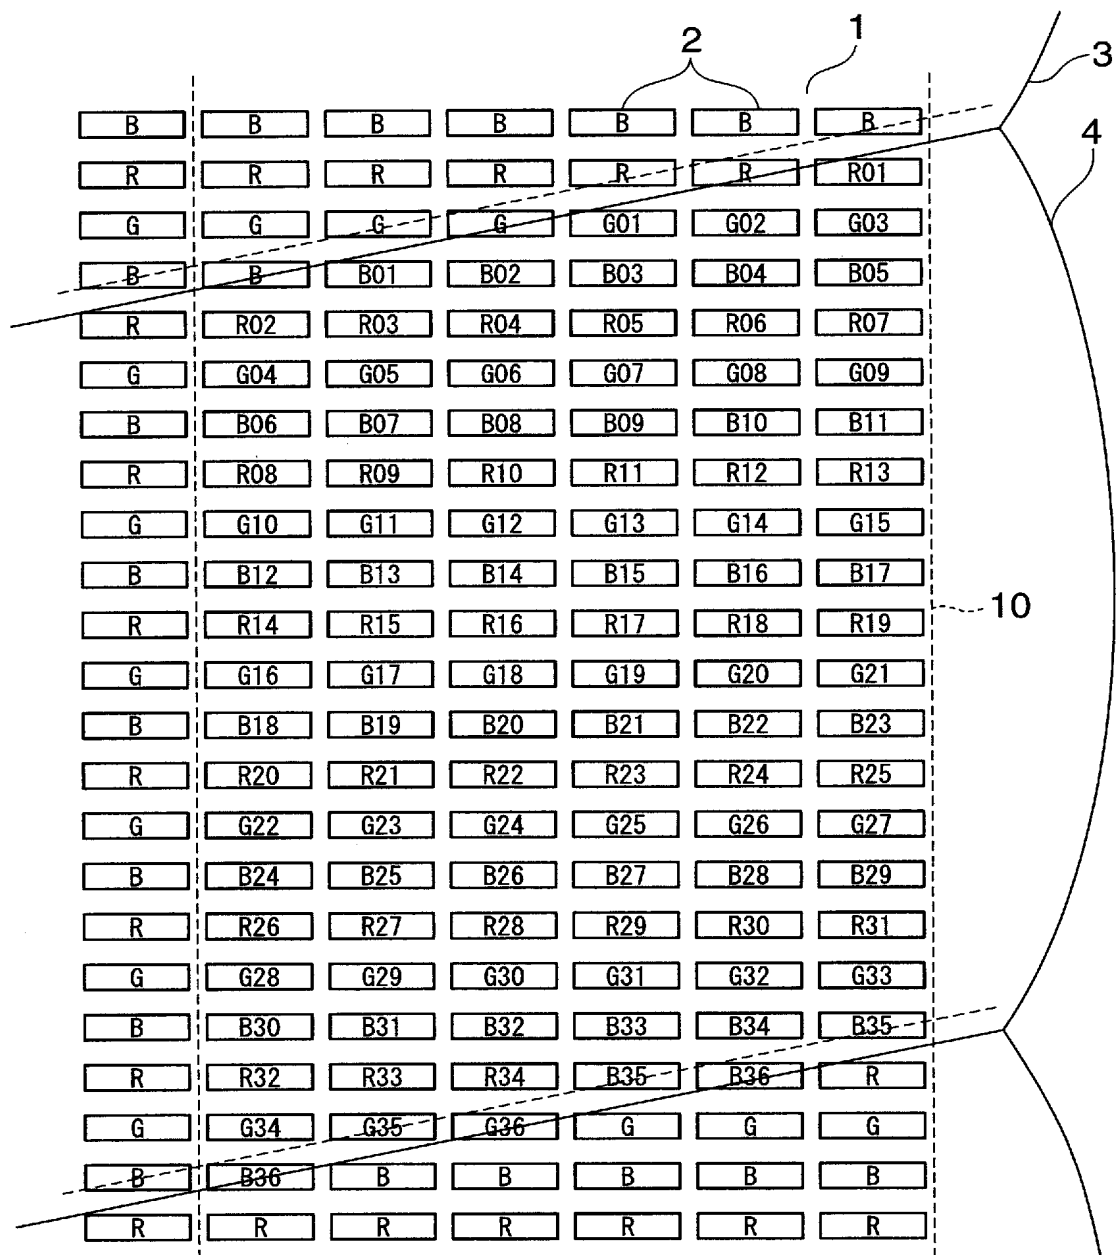 1
2
3
B B B B B B B
4
R R R R R R R01
G G G G G01 G02 G03
B B B01 B02 B03 B04 B05
R R02 R03 R04 R05 R06 R07
G G04 G05 G06 G07 G08 G09
B B06 B07 B08 B09 B10 B11
R R08 R09 R10 R11 R12 R13
G G10 G11 G12 G13 G14 G15
B B12 B13 B14 B15 B16 B17
10
R R14 R15 R16 R17 R18 R19
G G16 G17 G18 G19 G20 G21
B B18 B19 B20 B21 B22 B23
R R20 R21 R22 R23 R24 R25
G G22 G23 G24 G25 G26 G27
B B24 B25 B26 B27 B28 B29
R R26 R27 R28 R29 R30 R31
G G28 G29 G30 G31 G32 G33
B B30 B31 B32 B33 B34 B35
R R32 R33 R34 B35 B36 R
G G34 G35 G36 G G G
B B36 B B B B B
R R R R R R R